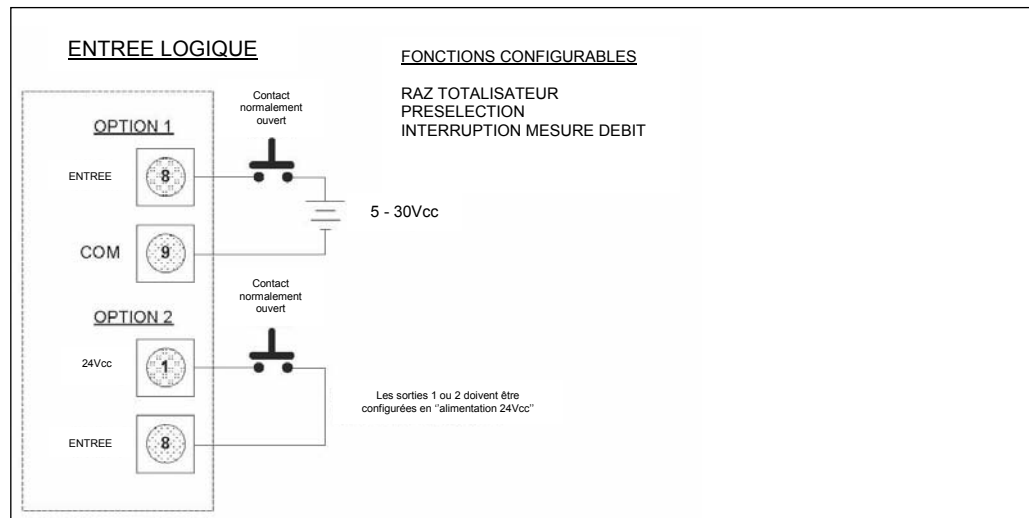 ENTREE LOGIQUE
FONCTIONS CONFIGURABLES
RAZ TOTALISATEUR
PRESELECTION
INTERRUPTION MESURE DEBIT
Contact
normalement
ouvert
OPTION 1
ENTREE
8
5 - 30Vcc
COM
9
Contact
normalement
ouvert
OPTION 2
24Vcc
1
Les sorties 1 ou 2 doivent être
configurées en ‘’alimentation 24Vcc’’
ENTREE
8